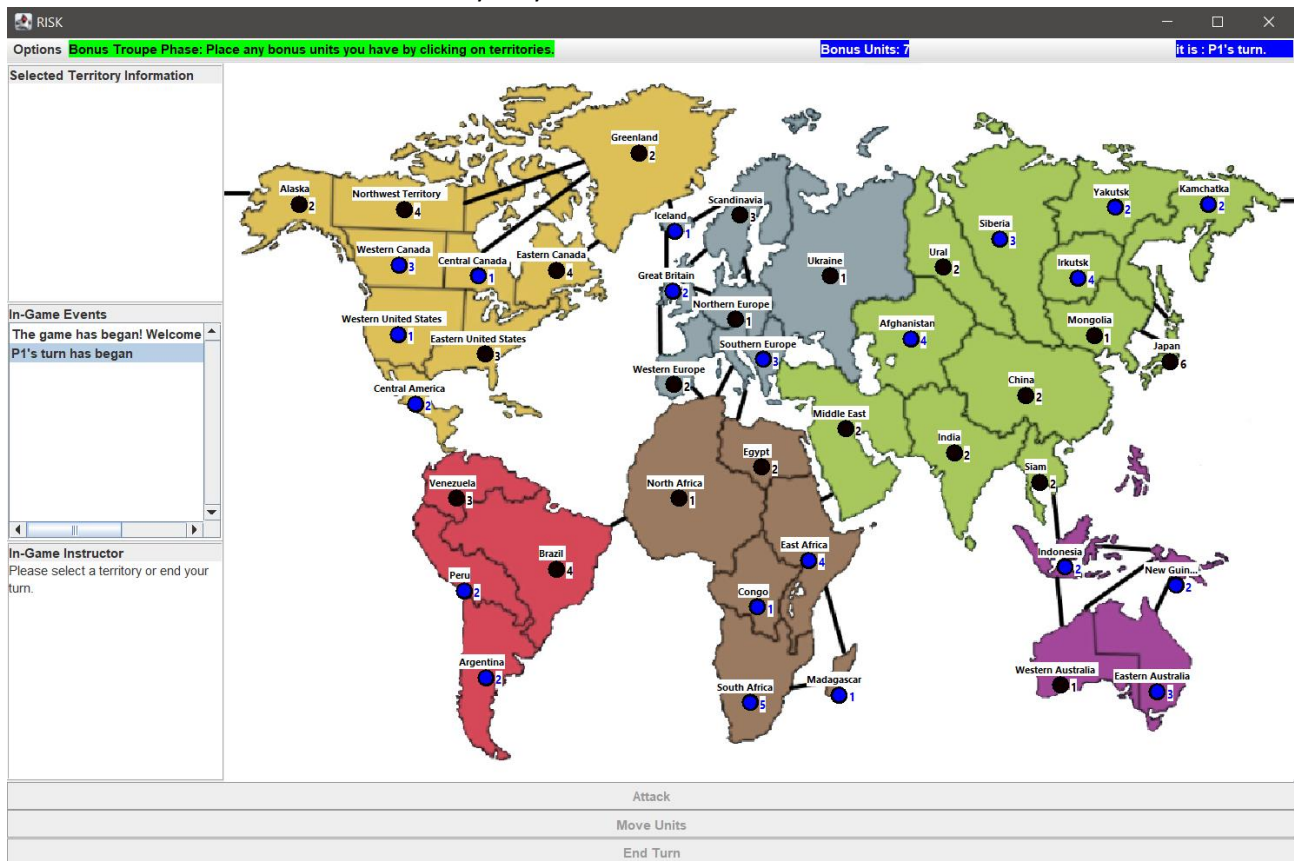 RISK
Options Bonus Troupe Phase: Place any bonus units you have by clicking on territories. Bonus Units: 7 it is : P1's turn.
Selected Territory Information
In-Game Events
The game has began! Welcome
P1's turn has began
In-Game Instructor
Please select a territory or end your
turn.
Greenland
2
Alaska
2
Northwest Territory
4
Western Canada
3
Central Canada
1
Eastern Canada
4
Western United States
1
Eastern United States
3
Central America
2
Venezuela
3
Brazil
4
Peru
2
Argentina
2
Iceland
1
Scandinavia
3
Great Britain
2
Ukraine
1
Northern Europe
1
Southern Europe
3
Western Europe
2
North Africa
1
Egypt
2
East Africa
4
Congo
1
South Africa
5
Madagascar
1
Ural
2
Siberia
3
Yakutsk
2
Kamchatka
2
Irkutsk
4
Mongolia
1
Japan
6
Afghanistan
4
China
2
Middle East
2
India
2
Siam
2
Indonesia
2
New Guin...
2
Western Australia
1
Eastern Australia
3
Attack
Move Units
End Turn